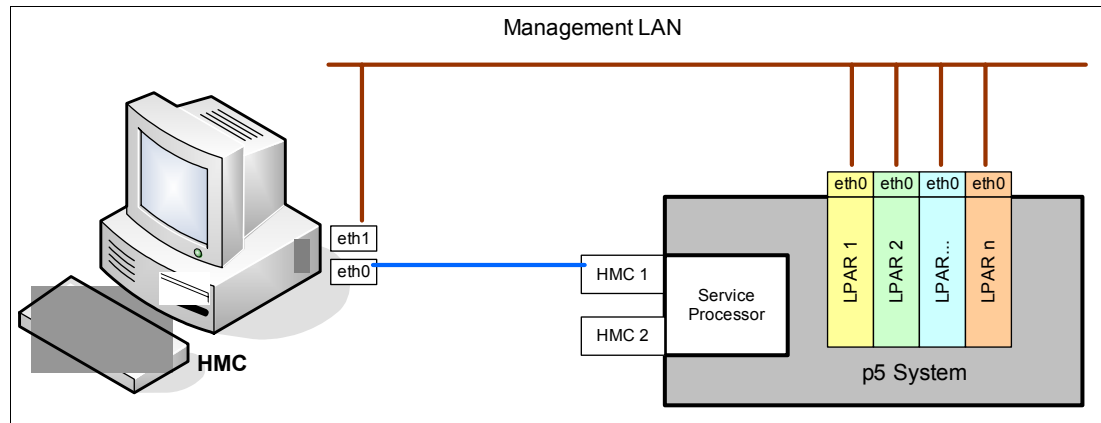 Management LAN
eth0 eth0 eth0 eth0
eth1
eth0
HMC 1
HMC 2
Service
Processor
LPAR 1
LPAR 2
LPAR...
LPAR n
HMC
p5 System